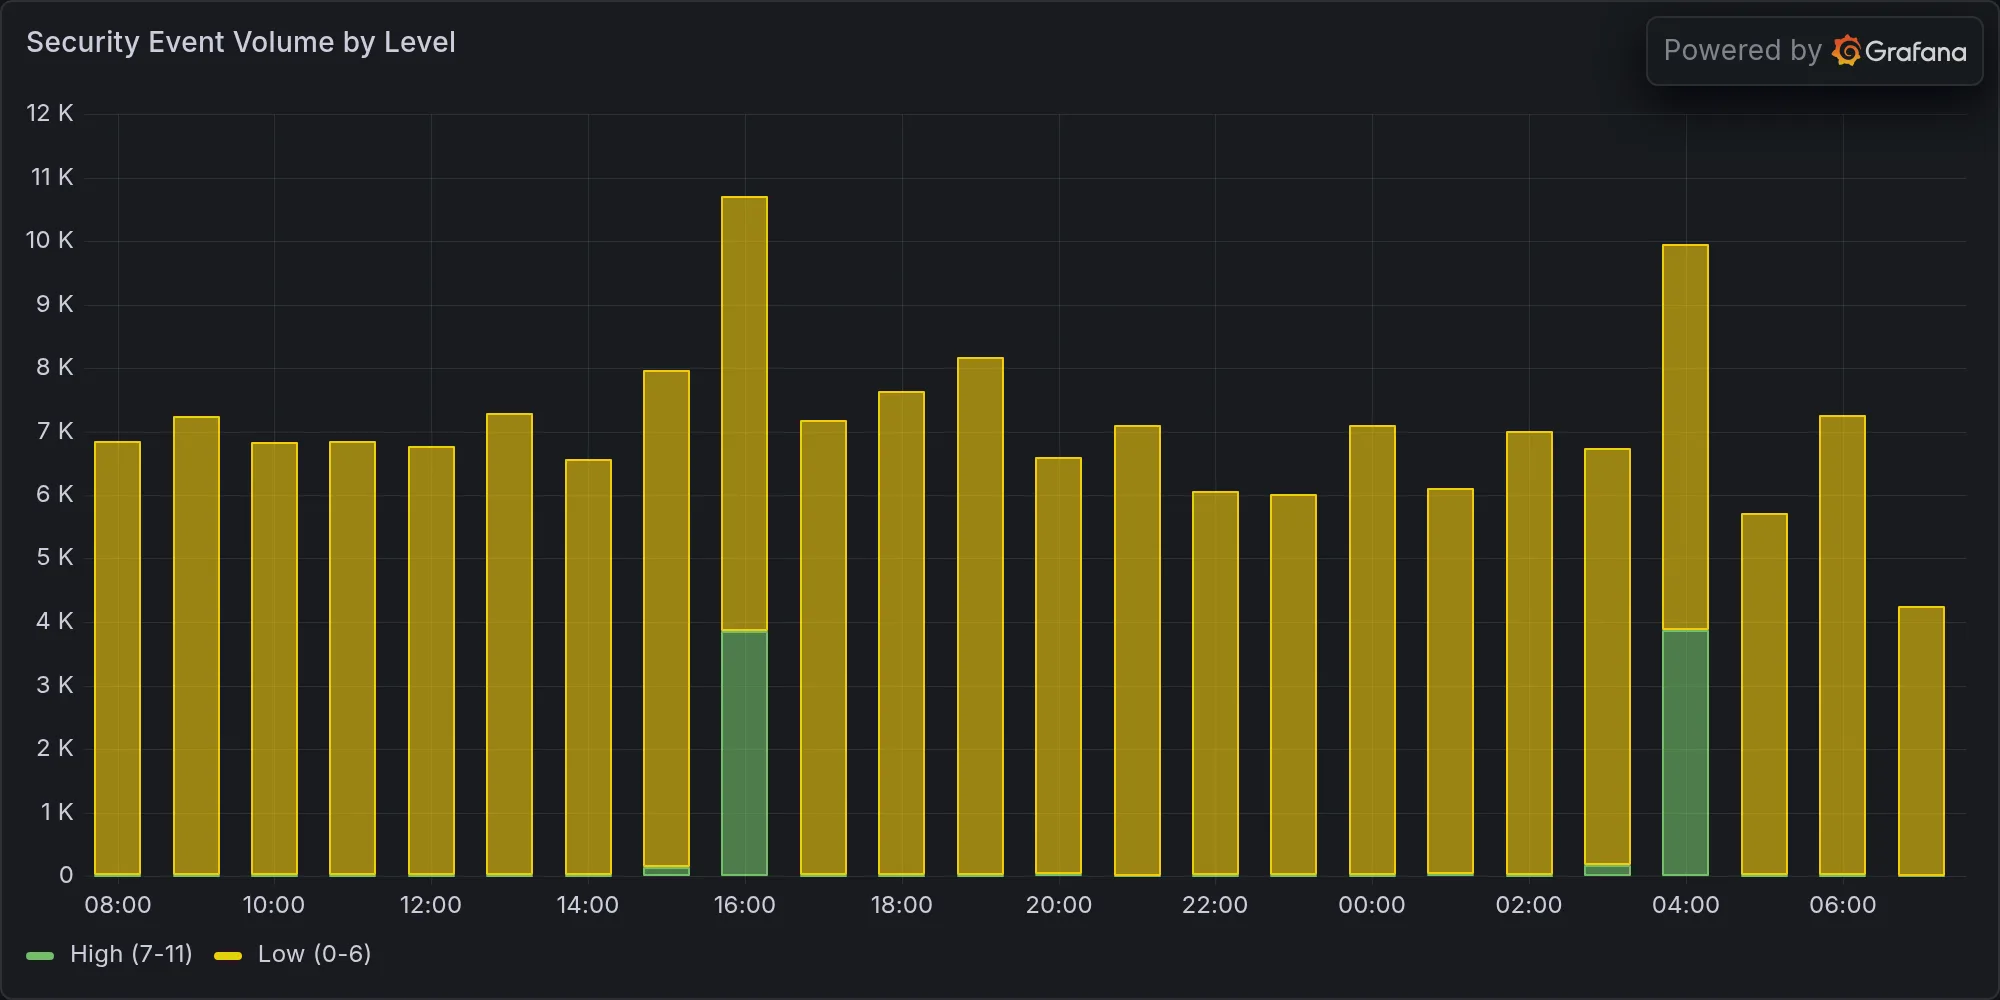 Security Event Volume by Level
Powered by Grafana
12 K
11 K
10 K
9 K
8 K
7 K
6 K
5 K
4 K
3 K
2 K
1 K
0
08:00 10:00 12:00 14:00 16:00 18:00 20:00 22:00 00:00 02:00 04:00 06:00
High (7-11) Low (0-6)